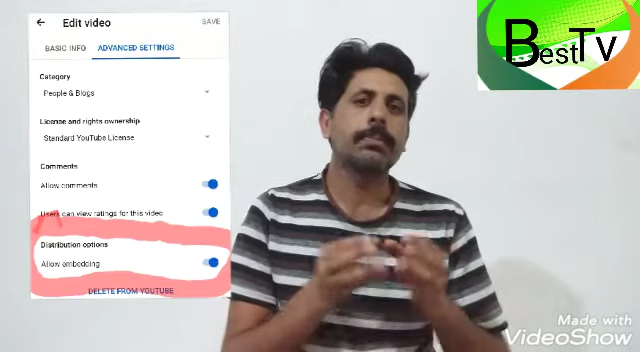 Edit video
SAVE
BASIC INFO
ADVANCED SETTINGS
Category
People & Blogs
License and rights ownership
Standard YouTube License
Comments
Allow comments
Users can view ratings for this video
Distribution options
Allow embedding
DELETE FROM YOUTUBE
BestTv
Made with
VideoShow